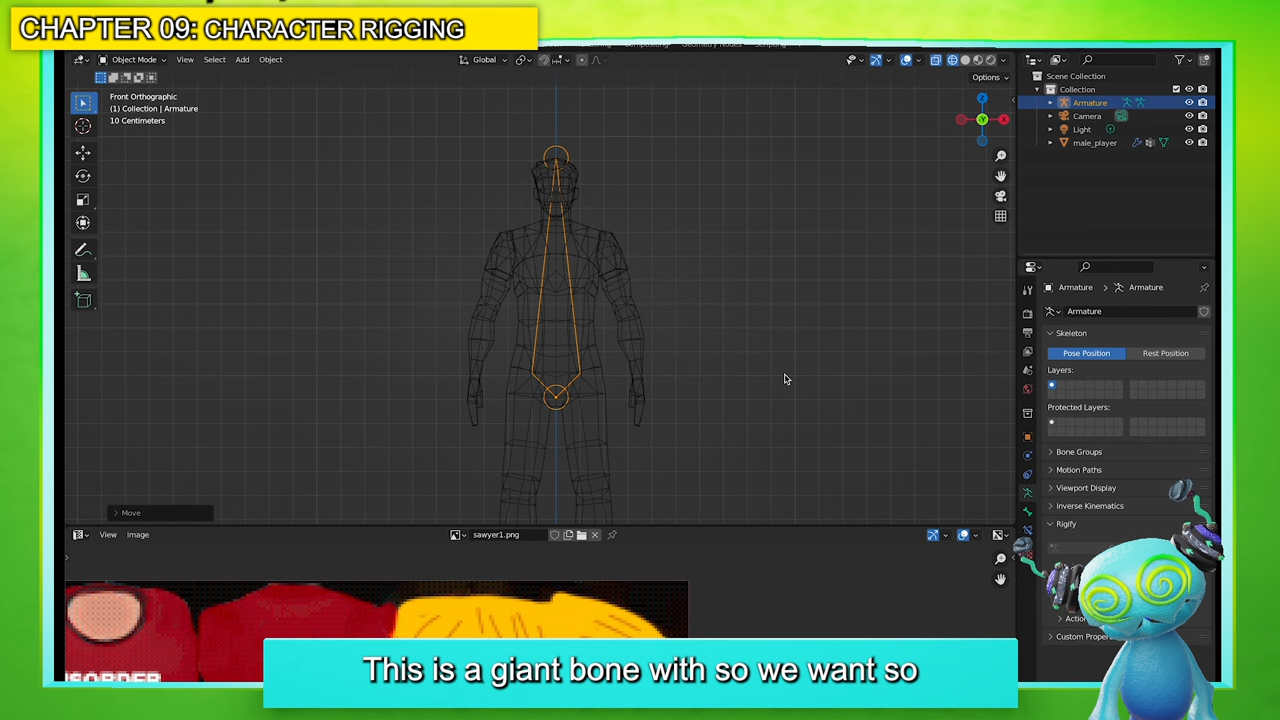 CHAPTER 09: CHARACTER RIGGING
Object Mode View Select Add Object Global
Options
Front Orthographic
(1) Collection | Armature
10 Centimeters
Scene Collection
Collection
Armature
Camera
Light
male_player
Armature > Armature
Armature
Skeleton
Pose Position Rest Position
Layers:
Protected Layers:
Bone Groups
Motion Paths
Viewport Display
Inverse Kinematics
Rigify
Custom Prope
Move
View Image sawyer1.png
This is a giant bone with so we want so